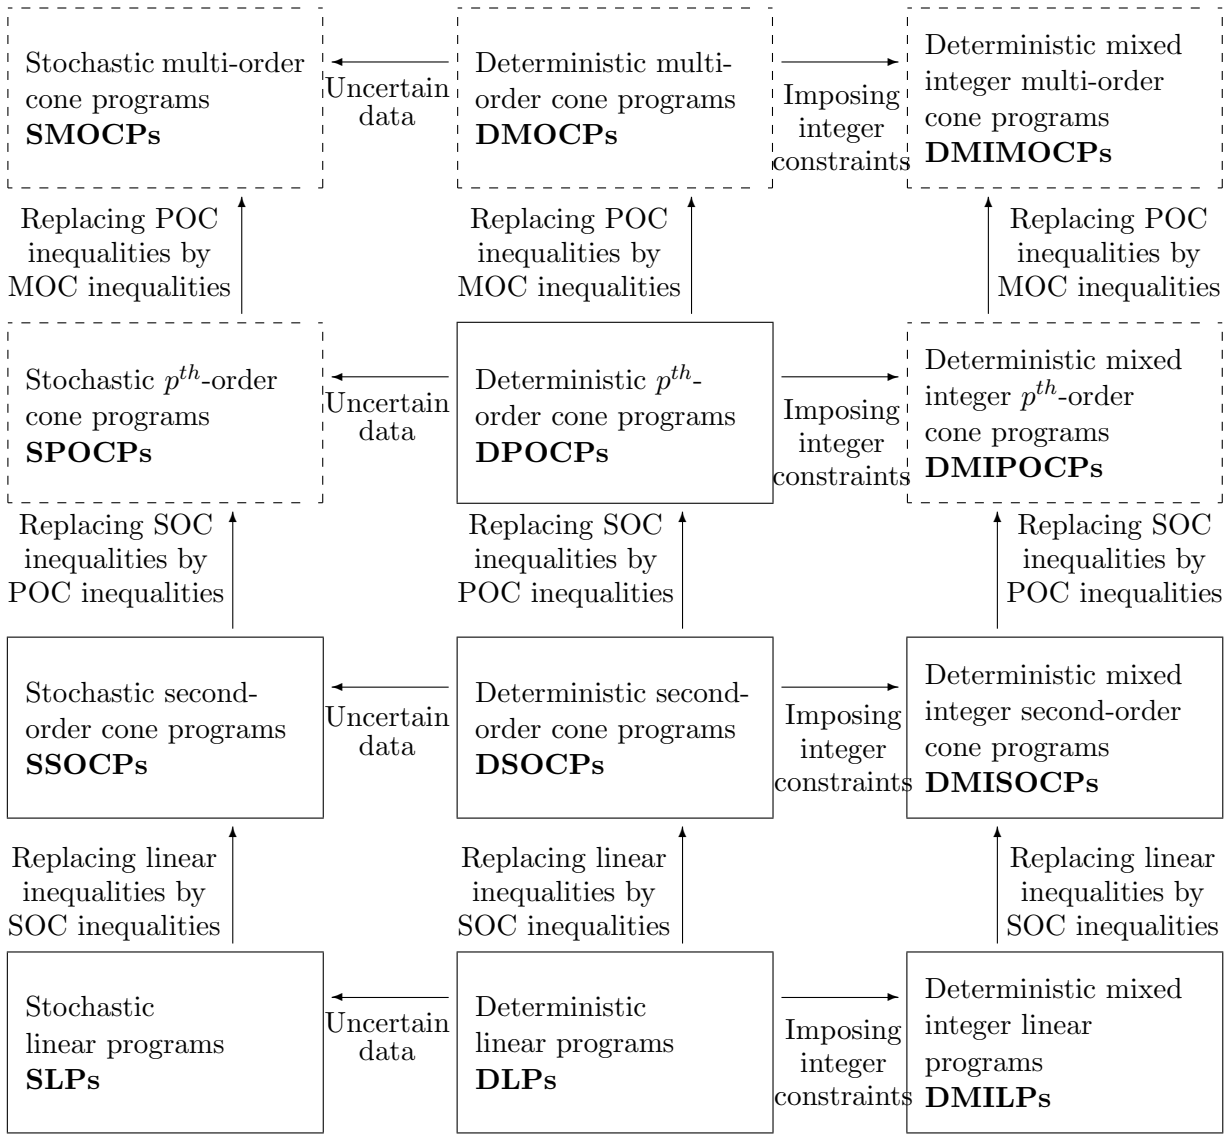 Stochastic multi-order
cone programs
SMOCPs
Uncertain
data
Deterministic multi-
order cone programs
DMOCPs
Imposing
integer
constraints
Deterministic mixed
integer multi-order
cone programs
DMIMOCPs
Replacing POC
inequalities by
MOC inequalities
Replacing POC
inequalities by
MOC inequalities
Replacing POC
inequalities by
MOC inequalities
Stochastic p^{th}-order
cone programs
SPOCPs
Uncertain
data
Deterministic p^{th}-
order cone programs
DPOCPs
Imposing
integer
constraints
Deterministic mixed
integer p^{th}-order
cone programs
DMIPOCPs
Replacing SOC
inequalities by
POC inequalities
Replacing SOC
inequalities by
POC inequalities
Replacing SOC
inequalities by
POC inequalities
Stochastic second-
order cone programs
SSOCPs
Uncertain
data
Deterministic second-
order cone programs
DSOCPs
Imposing
integer
constraints
Deterministic mixed
integer second-order
cone programs
DMISOCPs
Replacing linear
inequalities by
SOC inequalities
Replacing linear
inequalities by
SOC inequalities
Replacing linear
inequalities by
SOC inequalities
Stochastic
linear programs
SLPs
Uncertain
data
Deterministic
linear programs
DLPs
Imposing
integer
constraints
Deterministic mixed
integer linear
programs
DMILPs